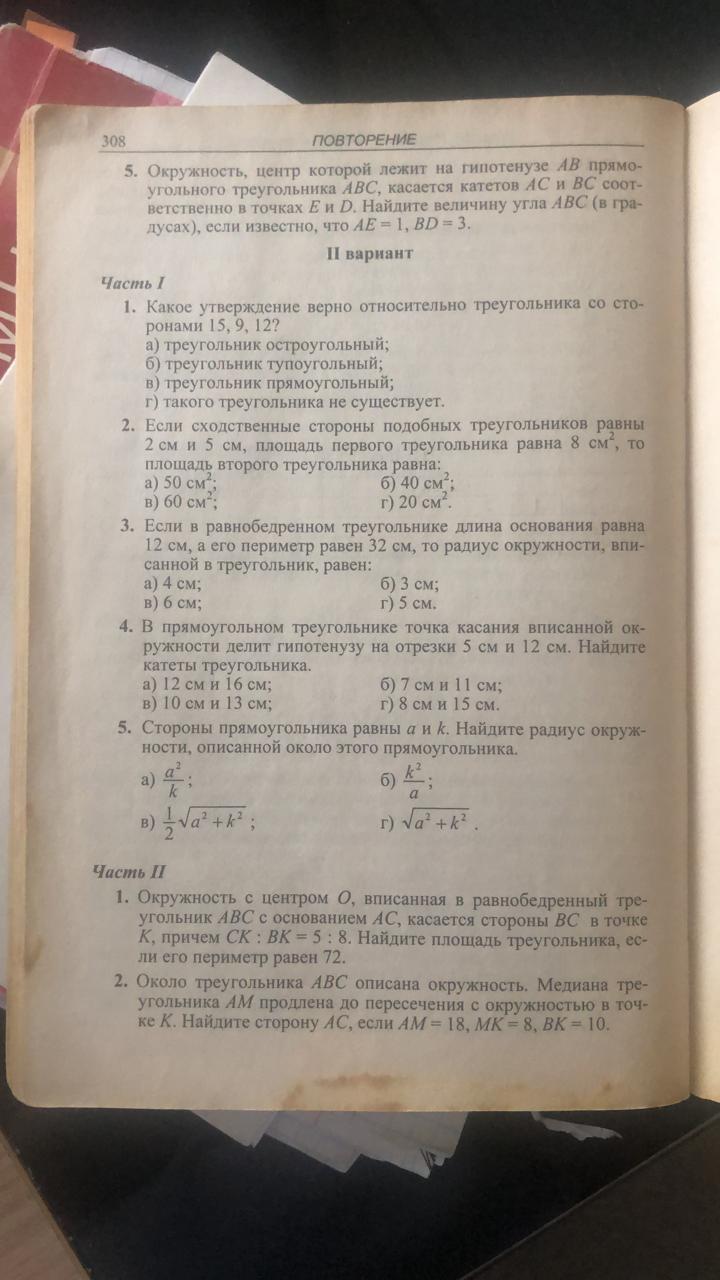 308 ПОВТОРЕНИЕ
5. Окружность, центр которой лежит на гипотенузе AB прямо-
угольного треугольника ABC, касается катетов AC и BC соот-
ветственно в точках E и D. Найдите величину угла ABC (в гра-
дусах), если известно, что AE = 1, BD = 3.
II вариант
Часть I
1. Какое утверждение верно относительно треугольника со сто-
ронами 15, 9, 12?
а) треугольник остроугольный;
б) треугольник тупоугольный;
в) треугольник прямоугольный;
г) такого треугольника не существует.
2. Если сходственные стороны подобных треугольников равны
2 см и 5 см, площадь первого треугольника равна 8 см², то
площадь второго треугольника равна:
а) 50 см²; б) 40 см²;
в) 60 см²; г) 20 см².
3. Если в равнобедренном треугольнике длина основания равна
12 см, а его периметр равен 32 см, то радиус окружности, впи-
санной в треугольник, равен:
а) 4 см; б) 3 см;
в) 6 см; г) 5 см.
4. В прямоугольном треугольнике точка касания вписанной ок-
ружности делит гипотенузу на отрезки 5 см и 12 см. Найдите
катеты треугольника.
а) 12 см и 16 см; б) 7 см и 11 см;
в) 10 см и 13 см; г) 8 см и 15 см.
5. Стороны прямоугольника равны a и k. Найдите радиус окруж-
ности, описанной около этого прямоугольника.
а) a²/k; б) k²/a;
в) 1/2 √(a² + k²); г) √(a² + k²).
Часть II
1. Окружность с центром O, вписанная в равнобедренный тре-
угольник ABC с основанием AC, касается стороны BC в точке
K, причем CK : BK = 5 : 8. Найдите площадь треугольника, ес-
ли его периметр равен 72.
2. Около треугольника ABC описана окружность. Медиана тре-
угольника AM продлена до пересечения с окружностью в точ-
ке K. Найдите сторону AC, если AM = 18, MK = 8, BK = 10.